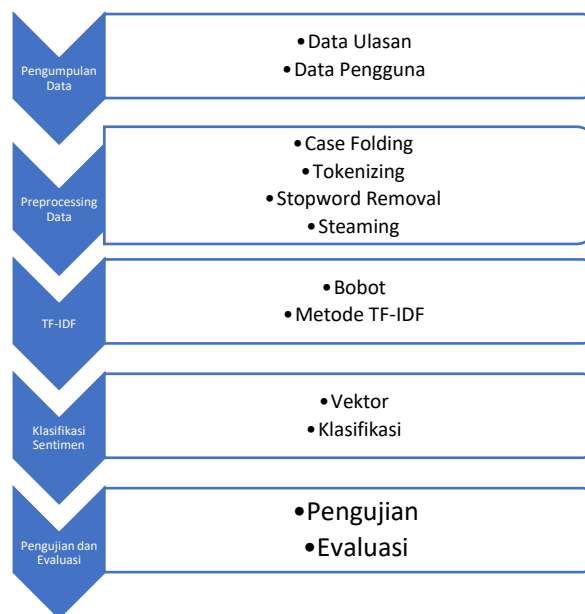 Pengumpulan
Data
•Data Ulasan
•Data Pengguna
Preprocessing
Data
•Case Folding
•Tokenizing
•Stopword Removal
•Steaming
TF-IDF
•Bobot
•Metode TF-IDF
Klasifikasi
Sentimen
•Vektor
•Klasifikasi
Pengujian dan
Evaluasi
•Pengujian
•Evaluasi